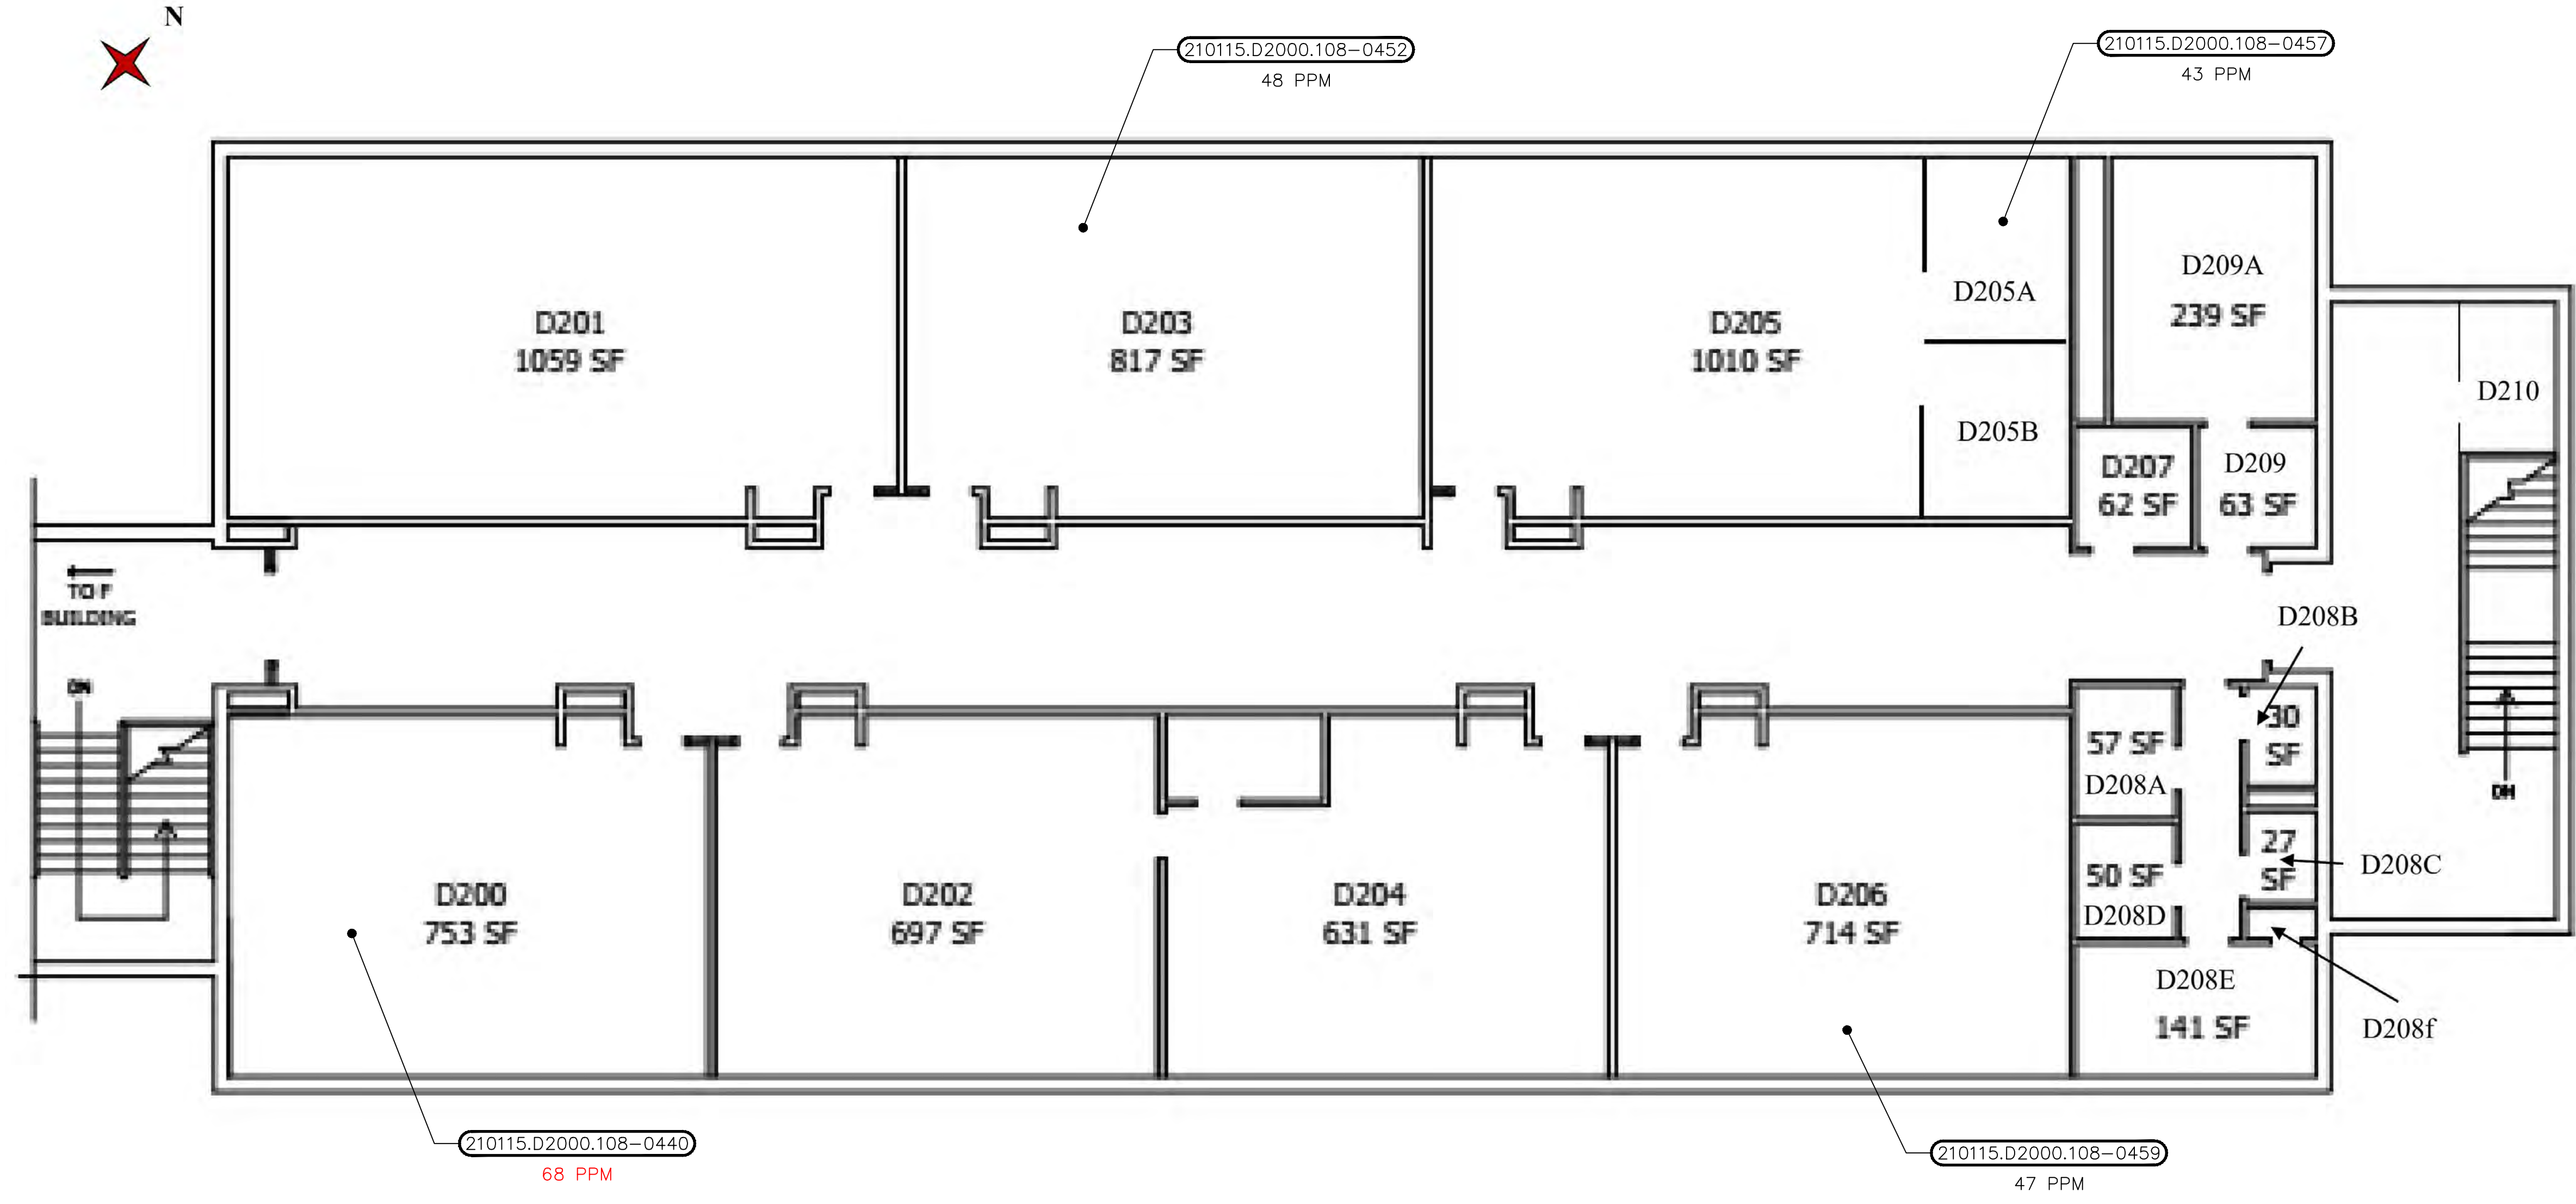 N
210115.D2000.108-0452
48 PPM
210115.D2000.108-0457
43 PPM
D201
1059 SF
D203
817 SF
D205
1010 SF
D205A
D205B
D209A
239 SF
D210
D207
62 SF
D209
63 SF
TO F
BUILDING
DN
D208B
30
SF
57 SF
D208A
DN
27
SF
D208C
50 SF
D208D
D200
753 SF
D202
697 SF
D204
631 SF
D206
714 SF
D208E
141 SF
D208f
210115.D2000.108-0440
68 PPM
210115.D2000.108-0459
47 PPM